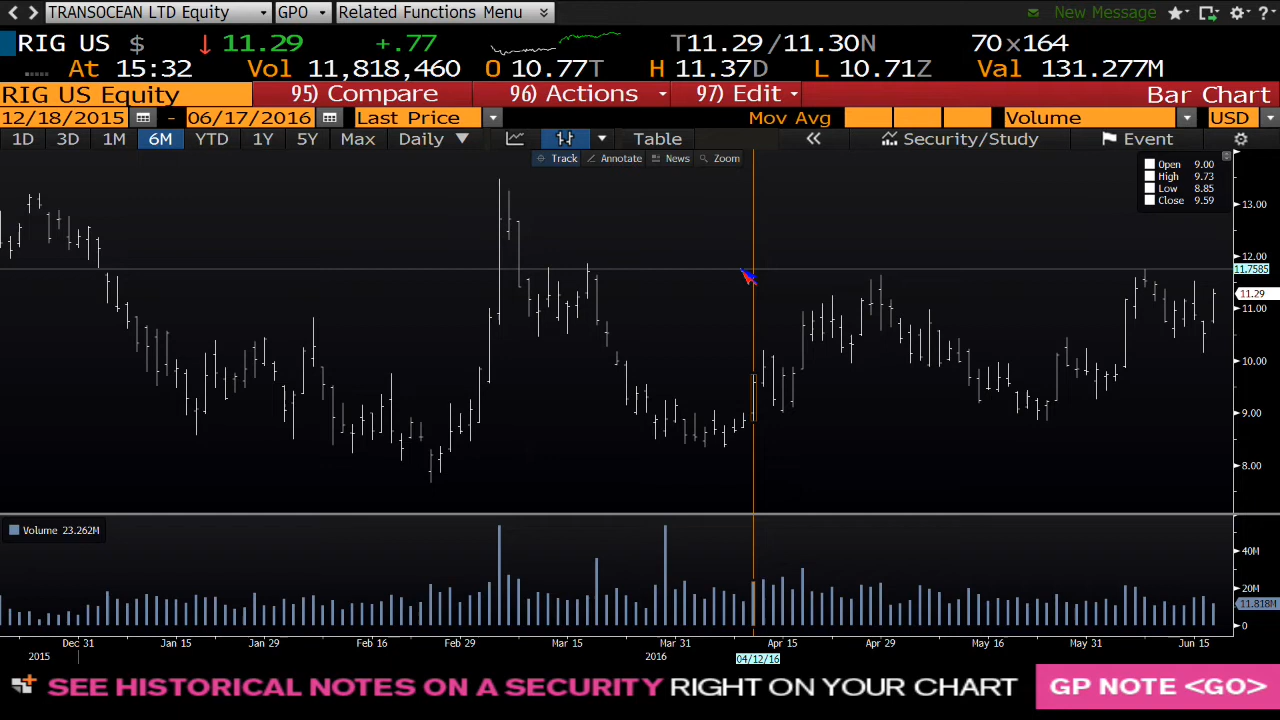 TRANSOCEAN LTD Equity GPO Related Functions Menu New Message
RIG US $ 11.29 +.77 T11.29/11.30N 70x164
At 15:32 Vol 11,818,460 O 10.77T H 11.37D L 10.71Z Val 131.277M
RIG US Equity 95) Compare 96) Actions 97) Edit Bar Chart
12/18/2015 - 06/17/2016 Last Price Mov Avg Volume USD
1D 3D 1M 6M YTD 1Y 5Y Max Daily Table Security/Study Event
Track Annotate News Zoom
Open 9.00
High 9.73
Low 8.85
Close 9.59
13.00
12.00
11.7585
11.29
11.00
10.00
9.00
8.00
Volume 23.262M
40M
20M
11.818M
0
Dec 31 Jan 15 Jan 29 Feb 16 Feb 29 Mar 15 Mar 31 Apr 15 Apr 29 May 16 May 31 Jun 15
2015 2016 04/12/16
SEE HISTORICAL NOTES ON A SECURITY RIGHT ON YOUR CHART GP NOTE <GO>